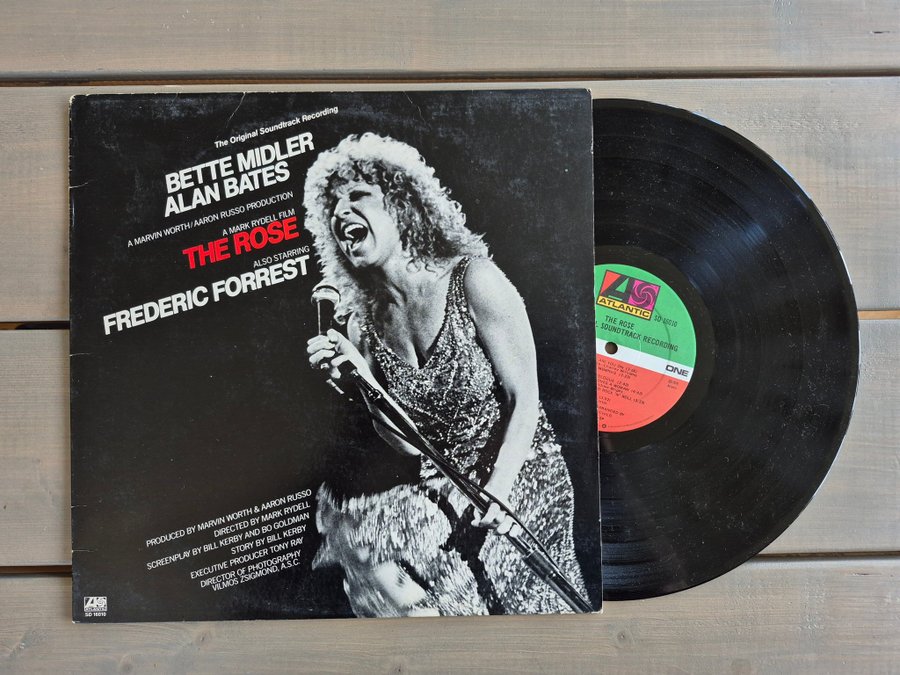 The Original Soundtrack Recording
BETTE MIDLER
ALAN BATES
A MARVIN WORTH/AARON RUSSO PRODUCTION
A MARK RYDELL FILM
THE ROSE
ALSO STARRING
FREDERIC FORREST
PRODUCED BY MARVIN WORTH & AARON RUSSO
DIRECTED BY MARK RYDELL
SCREENPLAY BY BILL KERBY AND BO GOLDMAN
STORY BY BILL KERBY
EXECUTIVE PRODUCER TONY RAY
DIRECTOR OF PHOTOGRAPHY
VILMOS ZSIGMOND, A.S.C.
ATLANTIC
SD 16010
ATLANTIC
SD 16010
THE ROSE
SOUNDTRACK RECORDING
ONE